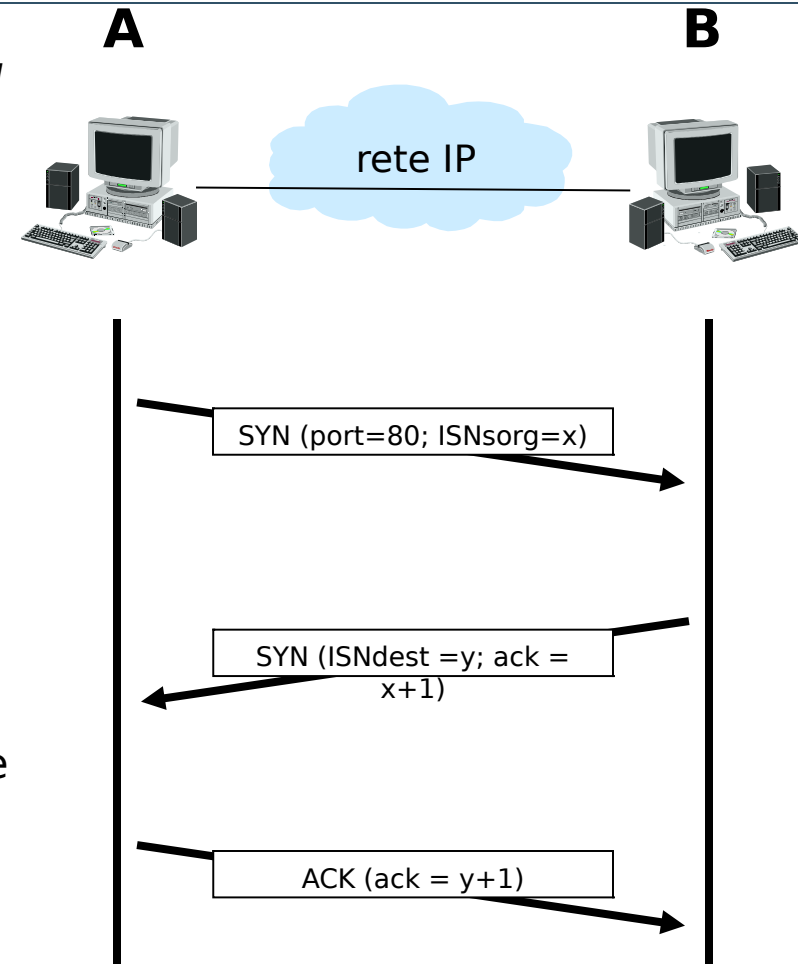 A
B
rete IP
SYN (port=80; ISNsorg=x)
SYN (ISNdest =y; ack =
x+1)
e
ACK (ack = y+1)